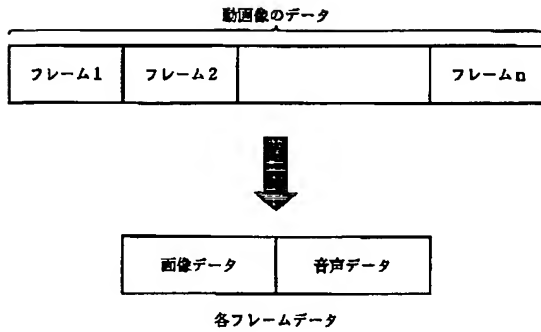 動画像のデータ
フレーム1 フレーム2 フレームn
画像データ 音声データ
各フレームデータ